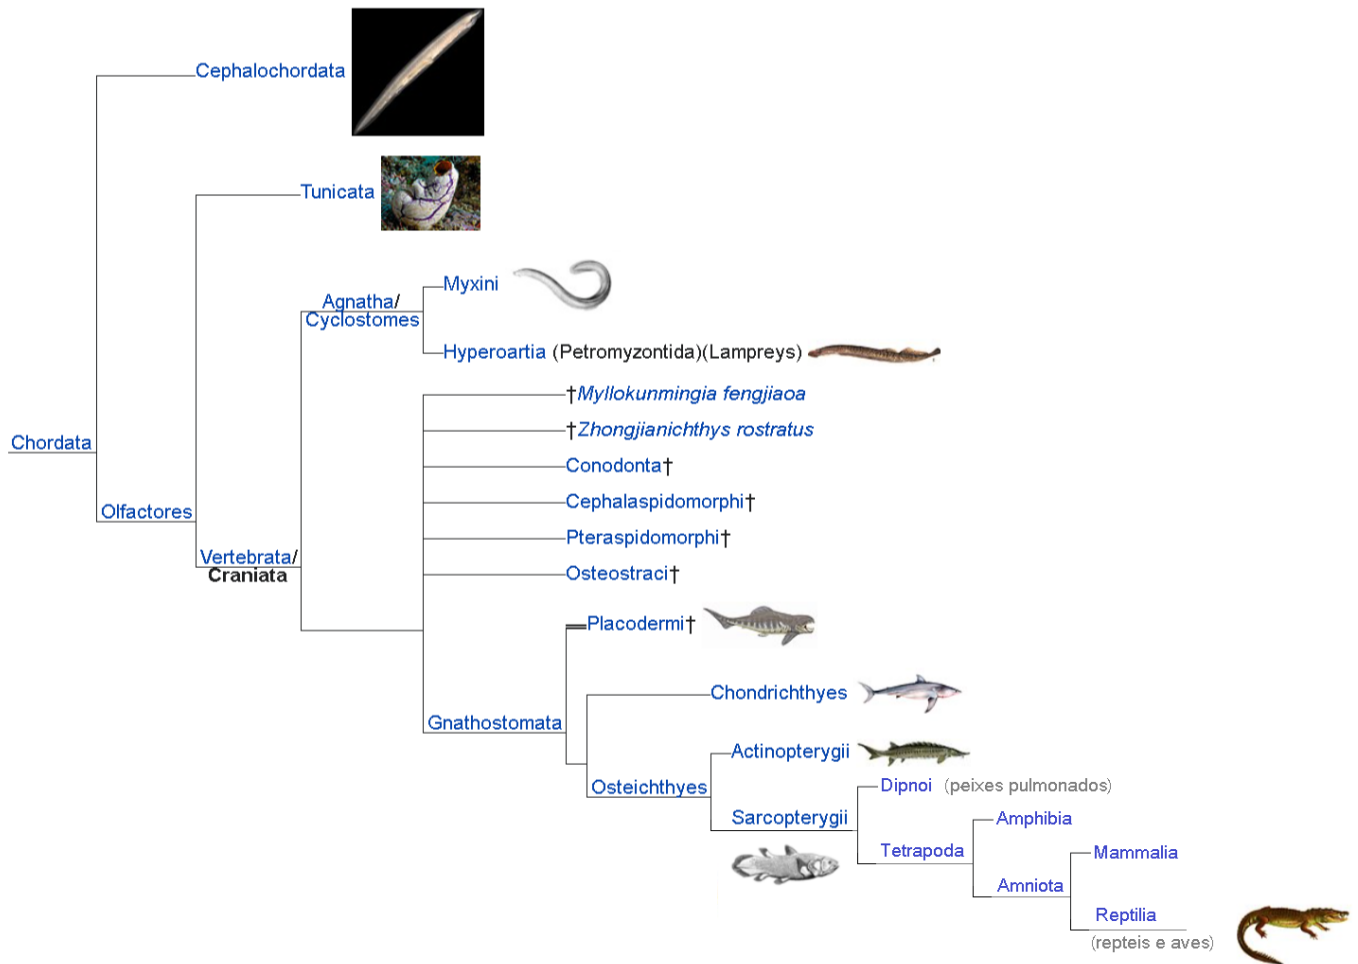 Cephalochordata
Tunicata
Myxini
Agnatha/
Cyclostomes
Hyperoartia (Petromyzontida)(Lampreys)
†Myllokunmingia fengjiaoa
†Zhongjianichthys rostratus
Chordata
Conodonta†
Cephalaspidomorphi†
Olfactores
Pteraspidomorphi†
Vertebrata/
Craniata
Osteostraci†
Placodermi†
Chondrichthyes
Gnathostomata
Actinopterygii
Osteichthyes
Dipnoi (peixes pulmonados)
Sarcopterygii
Amphibia
Tetrapoda
Mammalia
Amniota
Reptilia
(repteis e aves)